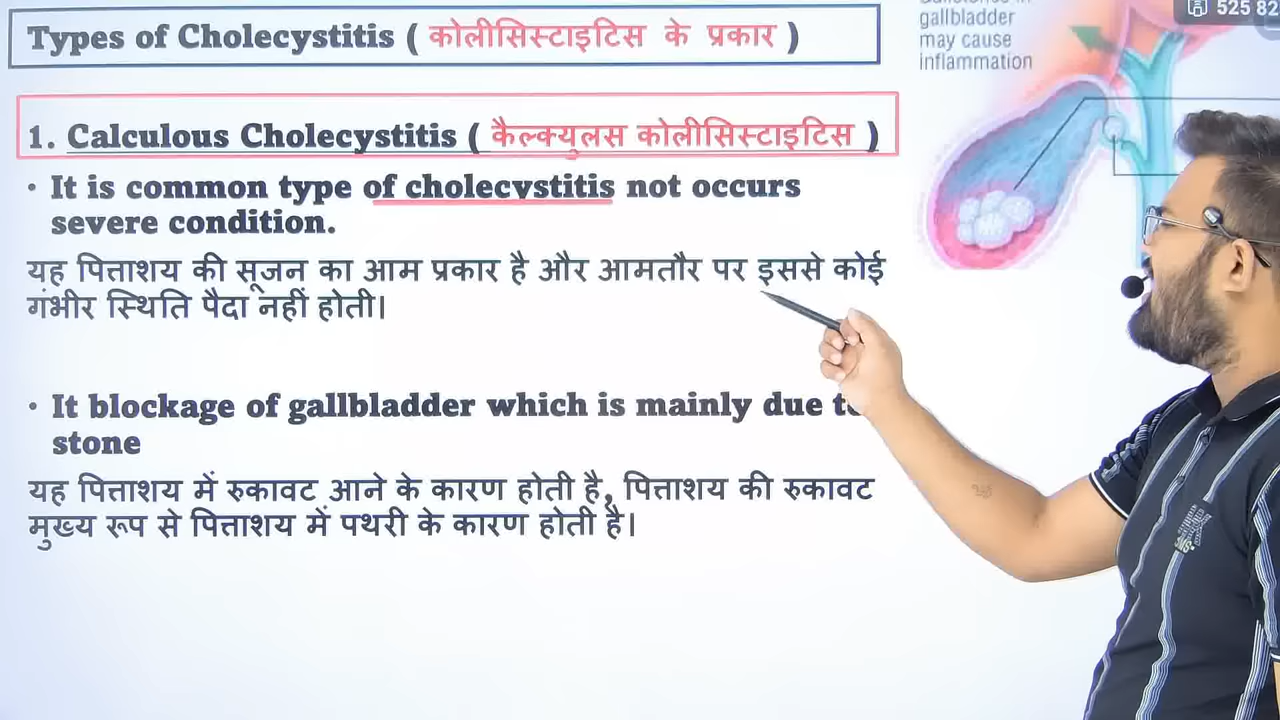 Types of Cholecystitis ( कोलीसिस्टाइटिस के प्रकार )
gallbladder
may cause
inflammation
525 82
1. Calculous Cholecystitis ( कैल्क्युलस कोलीसिस्टाइटिस )
• It is common type of cholecystitis not occurs
severe condition.
यह पित्ताशय की सूजन का आम प्रकार है और आमतौर पर इससे कोई
गंभीर स्थिति पैदा नहीं होती।
• It blockage of gallbladder which is mainly due to
stone
यह पित्ताशय में रुकावट आने के कारण होती है, पित्ताशय की रुकावट
मुख्य रूप से पित्ताशय में पथरी के कारण होती है।